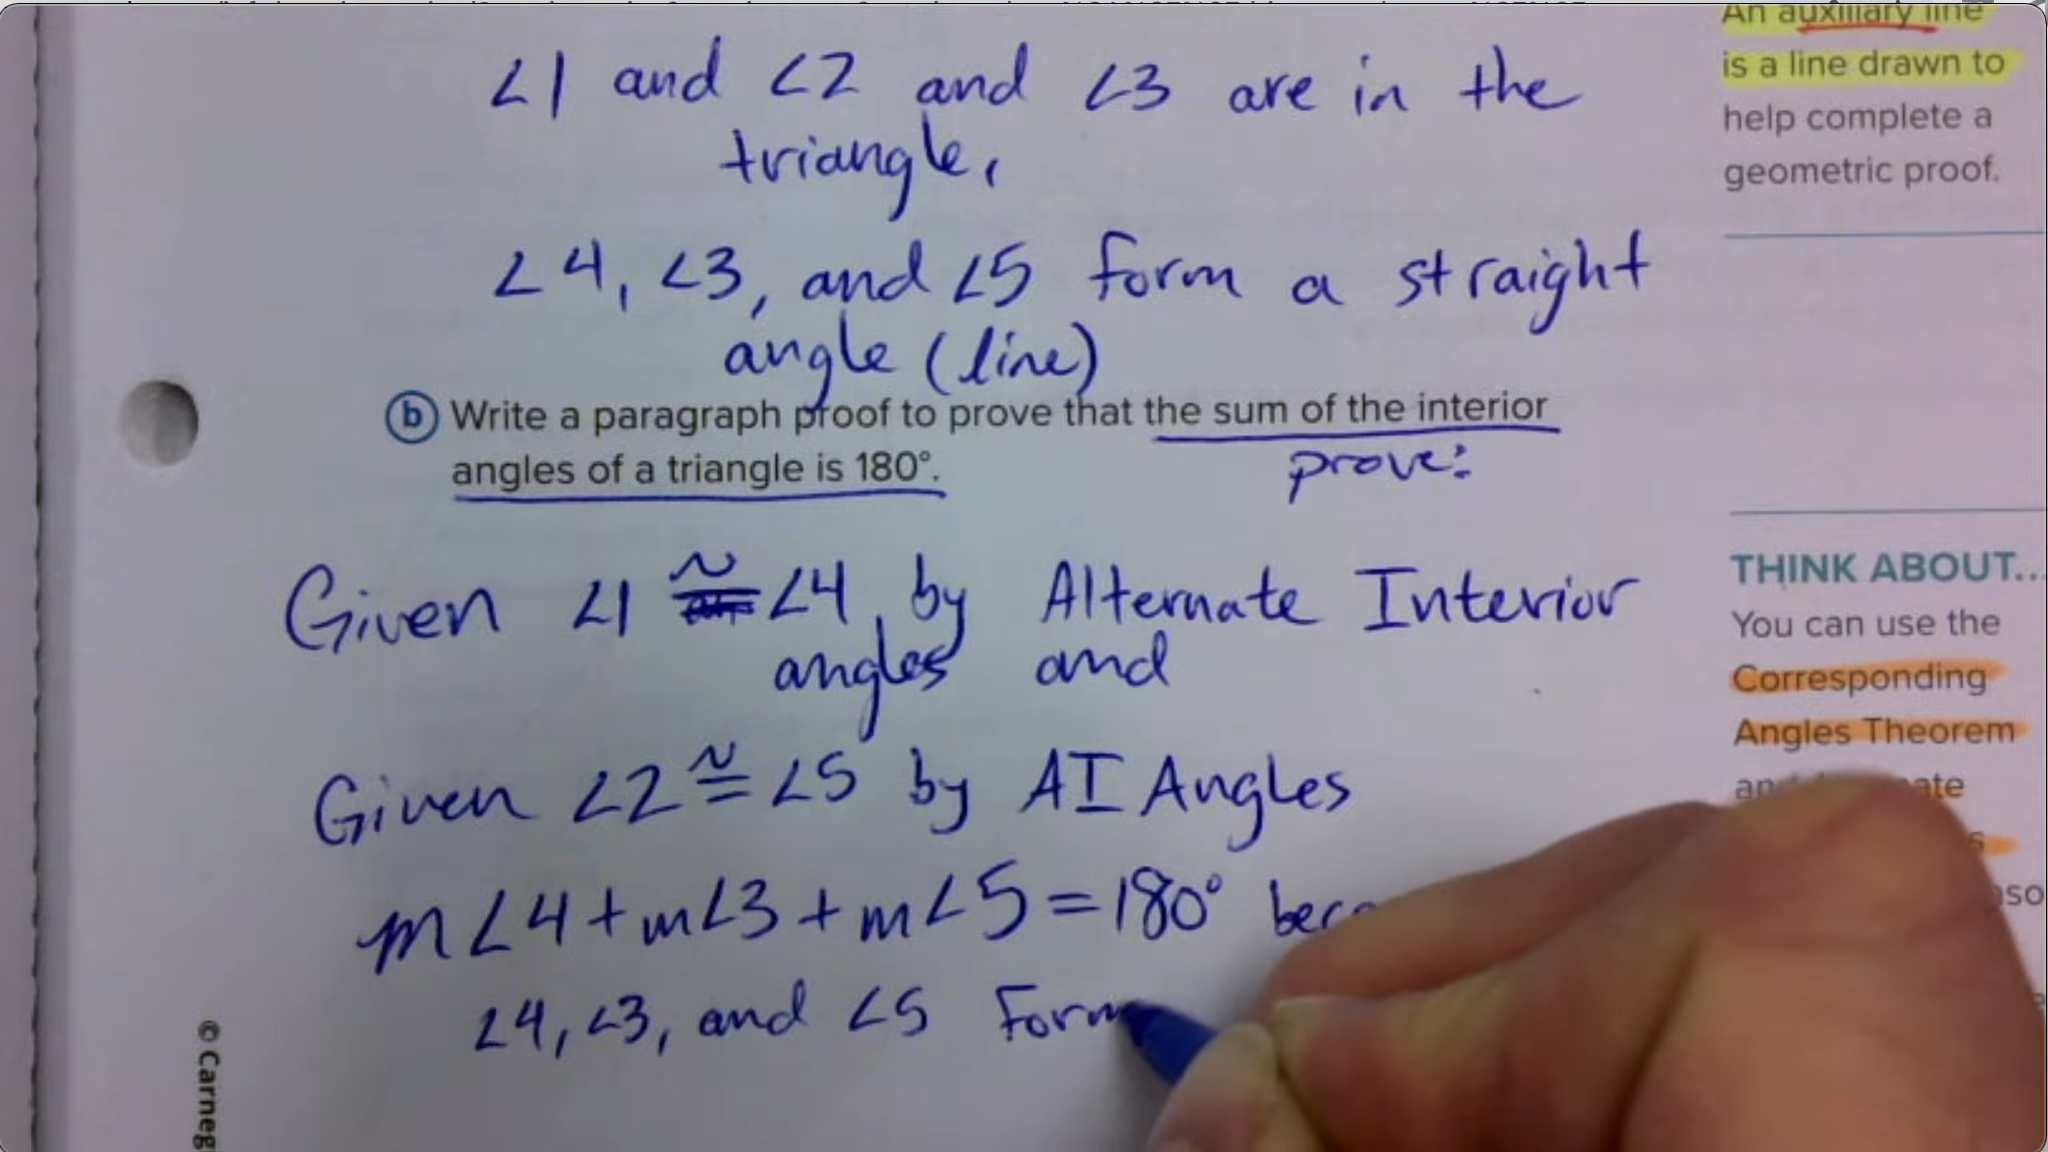 ∠1 and ∠2 and ∠3 are in the
triangle,
∠4, ∠3, and ∠5 form a straight
angle (line)
b Write a paragraph proof to prove that the sum of the interior
angles of a triangle is 180°.
prove:
Given ∠1 ≅ ∠4, by Alternate Interior
angles and
Given ∠2 ≅ ∠5 by AI Angles
m∠4 + m∠3 + m∠5 = 180°
∠4, ∠3, and ∠5 form
An auxiliary line
is a line drawn to
help complete a
geometric proof.
THINK ABOUT...
You can use the
Corresponding
Angles Theorem
© Carneg